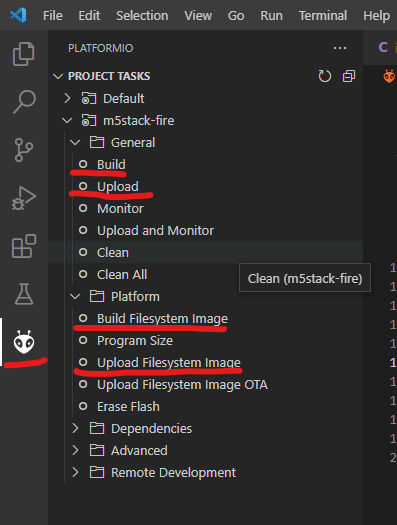 File Edit Selection View Go Run Terminal Help
PLATFORMIO
PROJECT TASKS
Default
m5stack-fire
General
Build
Upload
Monitor
Upload and Monitor
Clean
Clean (m5stack-fire)
Clean All
Platform
Build Filesystem Image
Program Size
Upload Filesystem Image
Upload Filesystem Image OTA
Erase Flash
Dependencies
Advanced
Remote Development